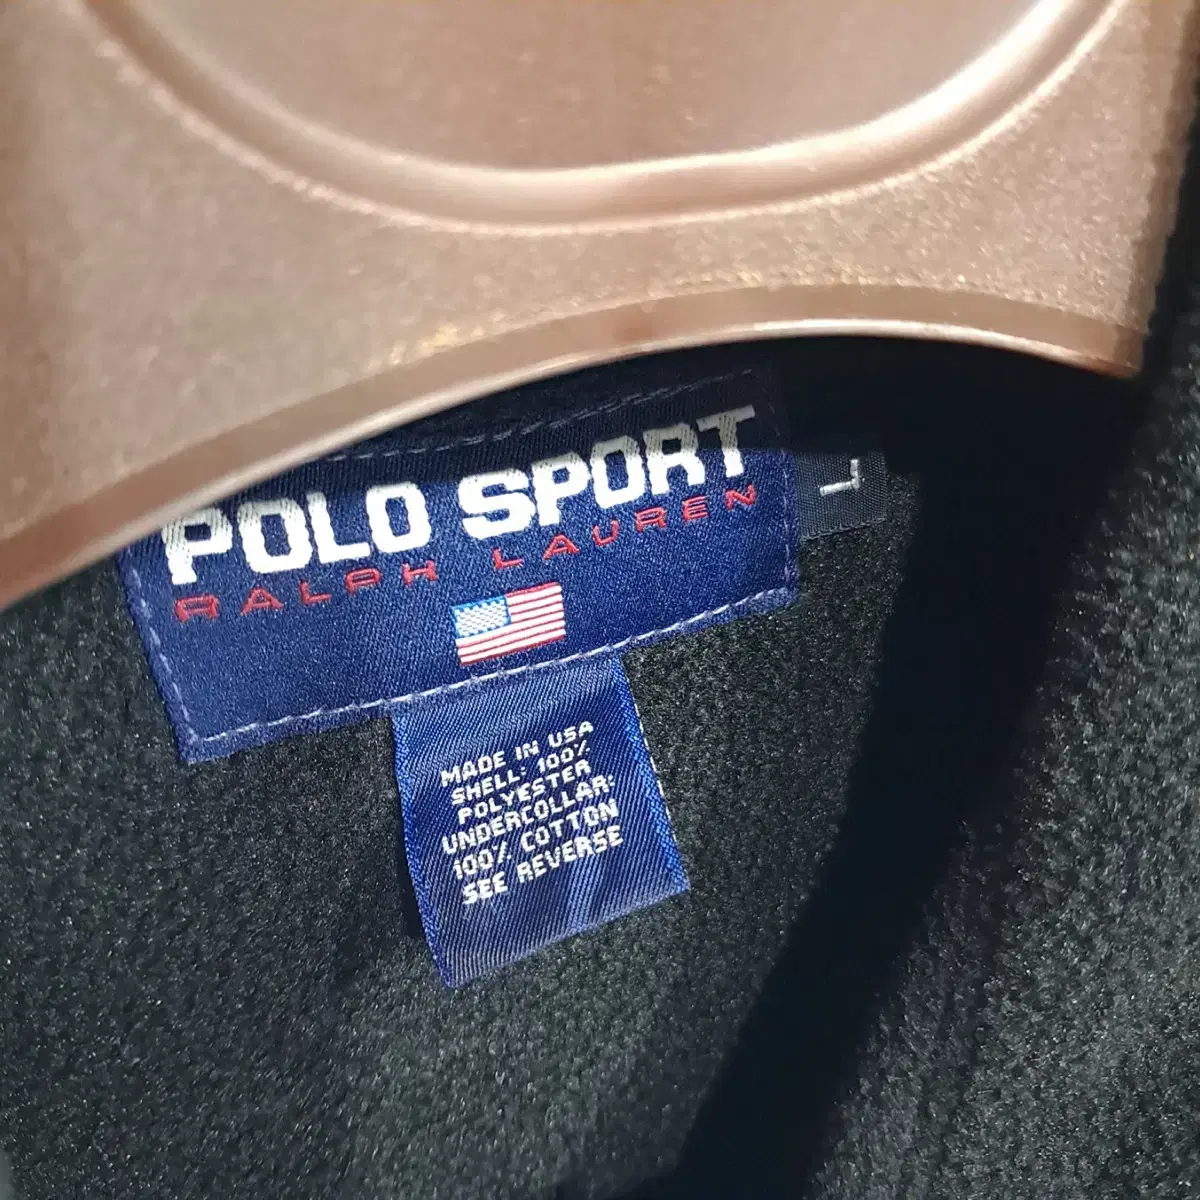 POLO SPORT
RALPH LAUREN
L
MADE IN USA
SHELL: 100%
POLYESTER
UNDERCOLLAR:
100% COTTON
SEE REVERSE